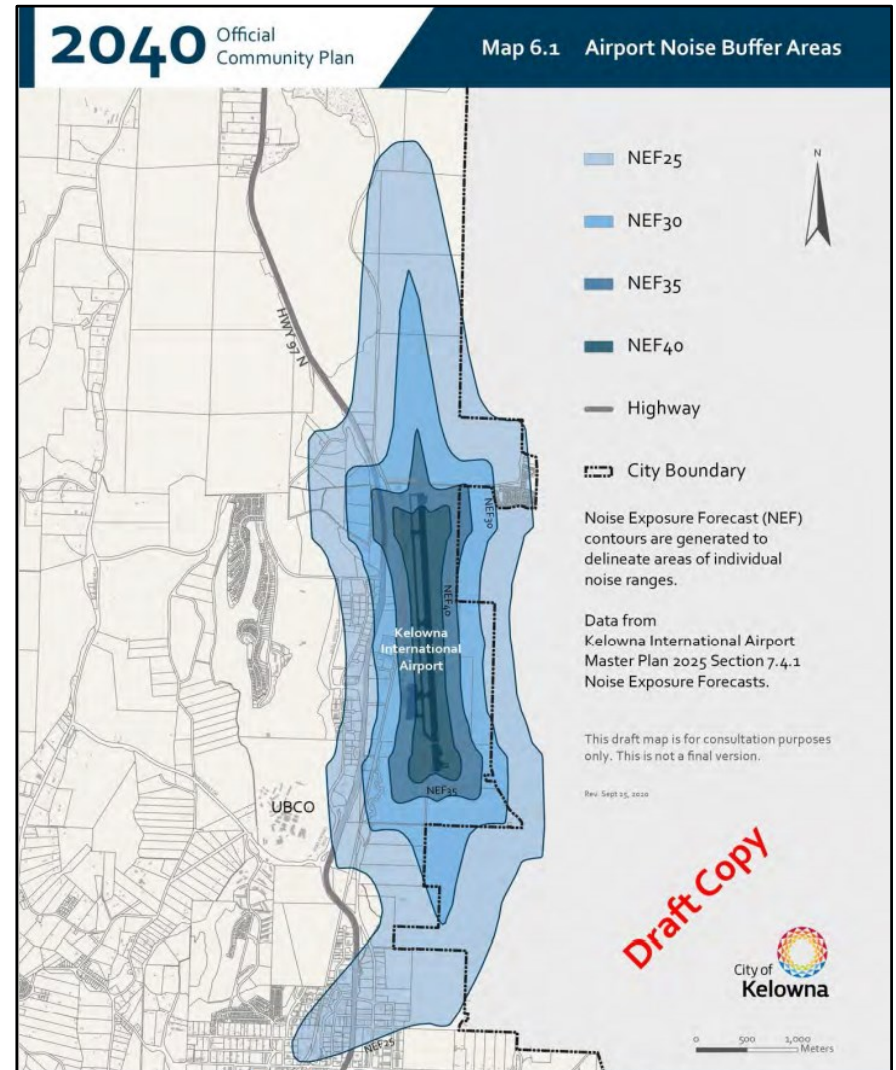 2040 Official
Community Plan
Map 6.1 Airport Noise Buffer Areas
NEF25
N
NEF30
NEF35
HWY 97 N
NEF40
Highway
City Boundary
NEF30
Noise Exposure Forecast (NEF)
contours are generated to
delineate areas of individual
noise ranges.
NEF40
Data from
Kelowna International Airport
Master Plan 2025 Section 7.4.1
Noise Exposure Forecasts.
Kelowna
International
Airport
This draft map is for consultation purposes
only. This is not a final version.
NEF35
Rev. Sept 25, 2020
UBCO
Draft Copy
City of
Kelowna
NEF25
0 500 1,000
Meters